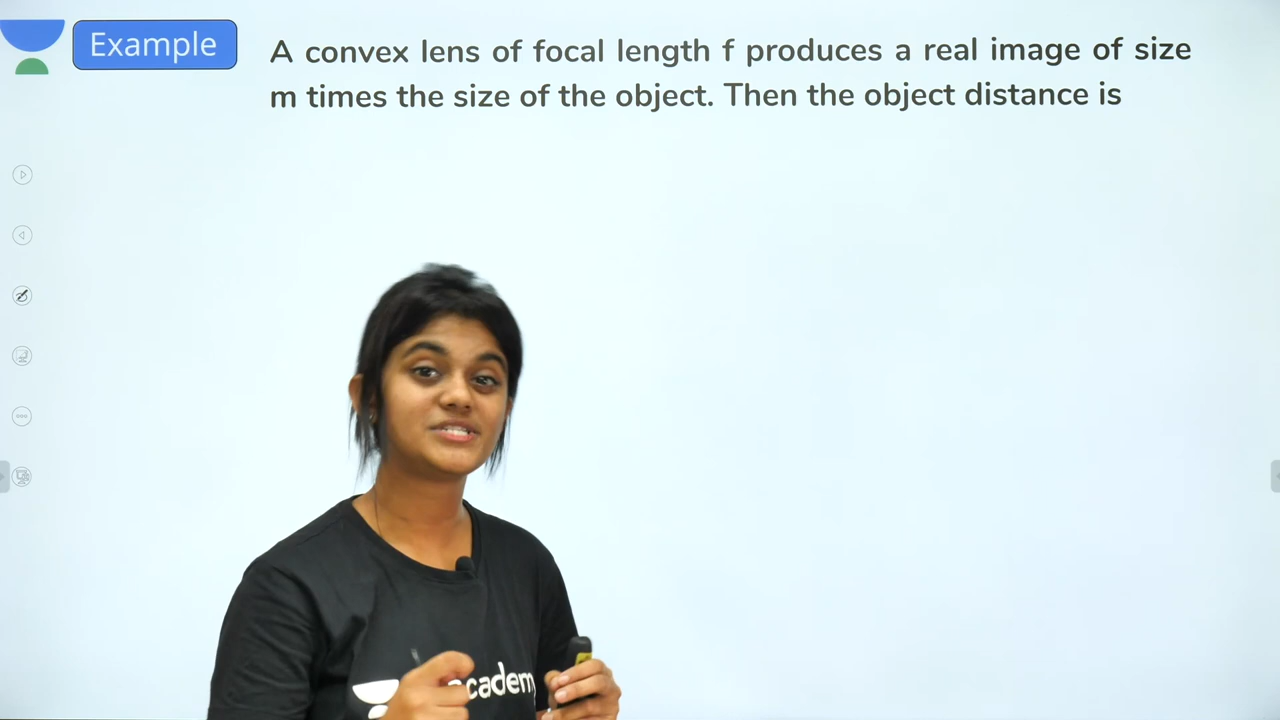 Example
A convex lens of focal length f produces a real image of size
m times the size of the object. Then the object distance is
academ